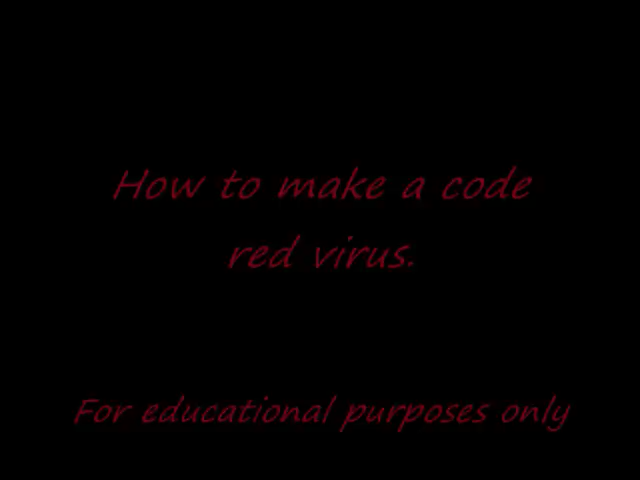 How to make a code
red virus.
For educational purposes only